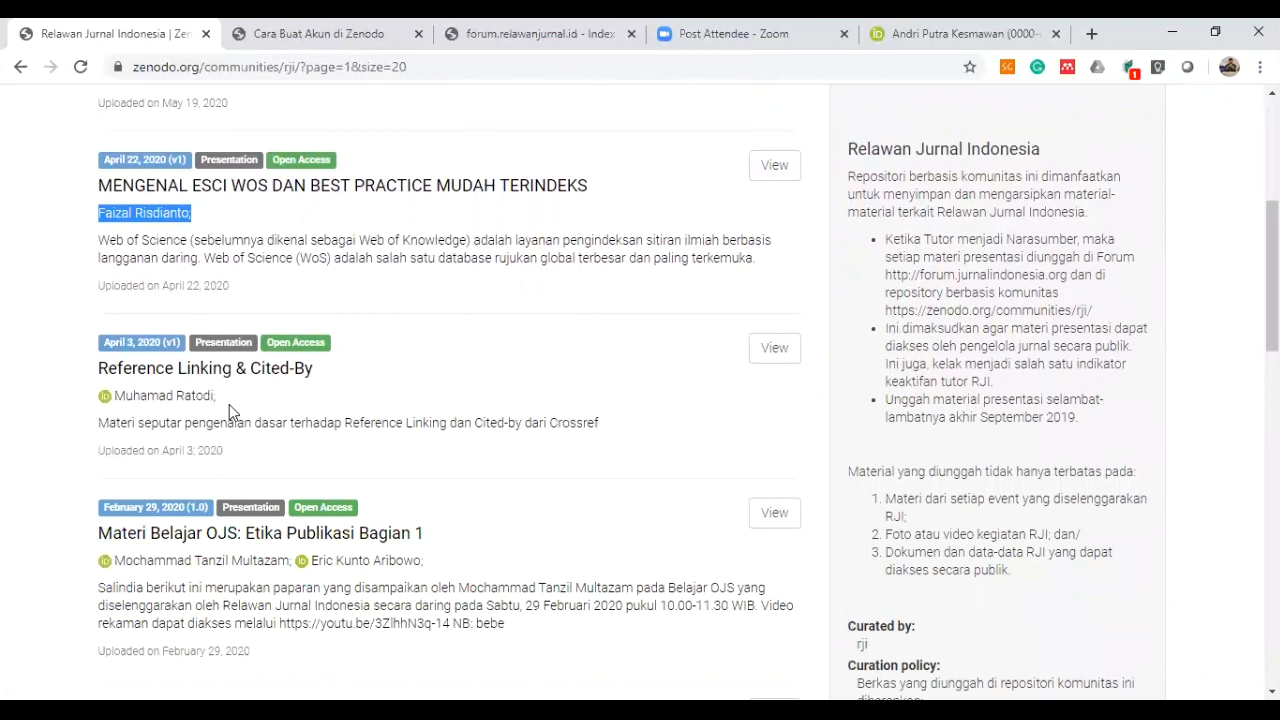 Relawan Jurnal Indonesia | Zen
Cara Buat Akun di Zenodo
forum.relawanjurnal.id - Index
Post Attendee - Zoom
Andri Putra Kesmawan (0000-
zenodo.org/communities/rji/?page=1&size=20
SC
1
Uploaded on May 19, 2020
April 22, 2020 (v1) Presentation Open Access
View
MENGENAL ESCI WOS DAN BEST PRACTICE MUDAH TERINDEKS
Faizal Risdianto;
Web of Science (sebelumnya dikenal sebagai Web of Knowledge) adalah layanan pengindeksan sitiran ilmiah berbasis
langganan daring. Web of Science (WoS) adalah salah satu database rujukan global terbesar dan paling terkemuka.
Uploaded on April 22, 2020
April 3, 2020 (v1) Presentation Open Access
View
Reference Linking & Cited-By
iD Muhamad Ratodi;
Materi seputar pengenalan dasar terhadap Reference Linking dan Cited-by dari Crossref
Uploaded on April 3, 2020
February 29, 2020 (1.0) Presentation Open Access
View
Materi Belajar OJS: Etika Publikasi Bagian 1
iD Mochammad Tanzil Multazam; iD Eric Kunto Aribowo;
Salindia berikut ini merupakan paparan yang disampaikan oleh Mochammad Tanzil Multazam pada Belajar OJS yang
diselenggarakan oleh Relawan Jurnal Indonesia secara daring pada Sabtu, 29 Februari 2020 pukul 10.00-11.30 WIB. Video
rekaman dapat diakses melalui https://youtu.be/3ZlhhN3q-14 NB: bebe
Uploaded on February 29, 2020
Relawan Jurnal Indonesia
Repositori berbasis komunitas ini dimanfaatkan
untuk menyimpan dan mengarsipkan material-
material terkait Relawan Jurnal Indonesia.
• Ketika Tutor menjadi Narasumber, maka
setiap materi presentasi diunggah di Forum
http://forum.jurnalindonesia.org dan di
repository berbasis komunitas
https://zenodo.org/communities/rji/
• Ini dimaksudkan agar materi presentasi dapat
diakses oleh pengelola jurnal secara publik.
Ini juga, kelak menjadi salah satu indikator
keaktifan tutor RJI.
• Unggah material presentasi selambat-
lambatnya akhir September 2019.
Material yang diunggah tidak hanya terbatas pada:
1. Materi dari setiap event yang diselenggarakan
RJI;
2. Foto atau video kegiatan RJI; dan/
3. Dokumen dan data-data RJI yang dapat
diakses secara publik.
Curated by:
rji
Curation policy:
Berkas yang diunggah di repositori komunitas ini
diharapkan: